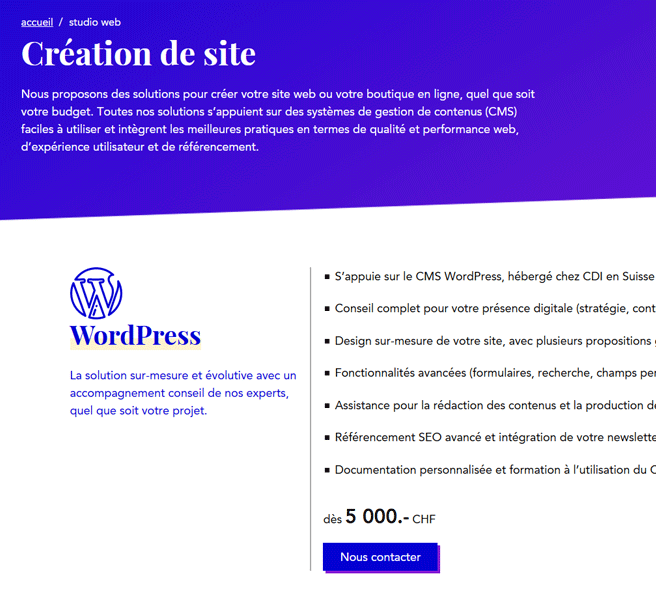 accueil / studio web
Création de site
Nous proposons des solutions pour créer votre site web ou votre boutique en ligne, quel que soit
votre budget. Toutes nos solutions s'appuient sur des systèmes de gestion de contenus (CMS)
faciles à utiliser et intègrent les meilleures pratiques en termes de qualité et performance web,
d'expérience utilisateur et de référencement.
WordPress
La solution sur-mesure et évolutive avec un
accompagnement conseil de nos experts,
quel que soit votre projet.
S'appuie sur le CMS WordPress, hébergé chez CDI en Suisse
Conseil complet pour votre présence digitale (stratégie, cont
Design sur-mesure de votre site, avec plusieurs propositions
Fonctionnalités avancées (formulaires, recherche, champs per
Assistance pour la rédaction des contenus et la production de
Référencement SEO avancé et intégration de votre newslette
Documentation personnalisée et formation à l'utilisation du C
dès 5 000.- CHF
Nous contacter